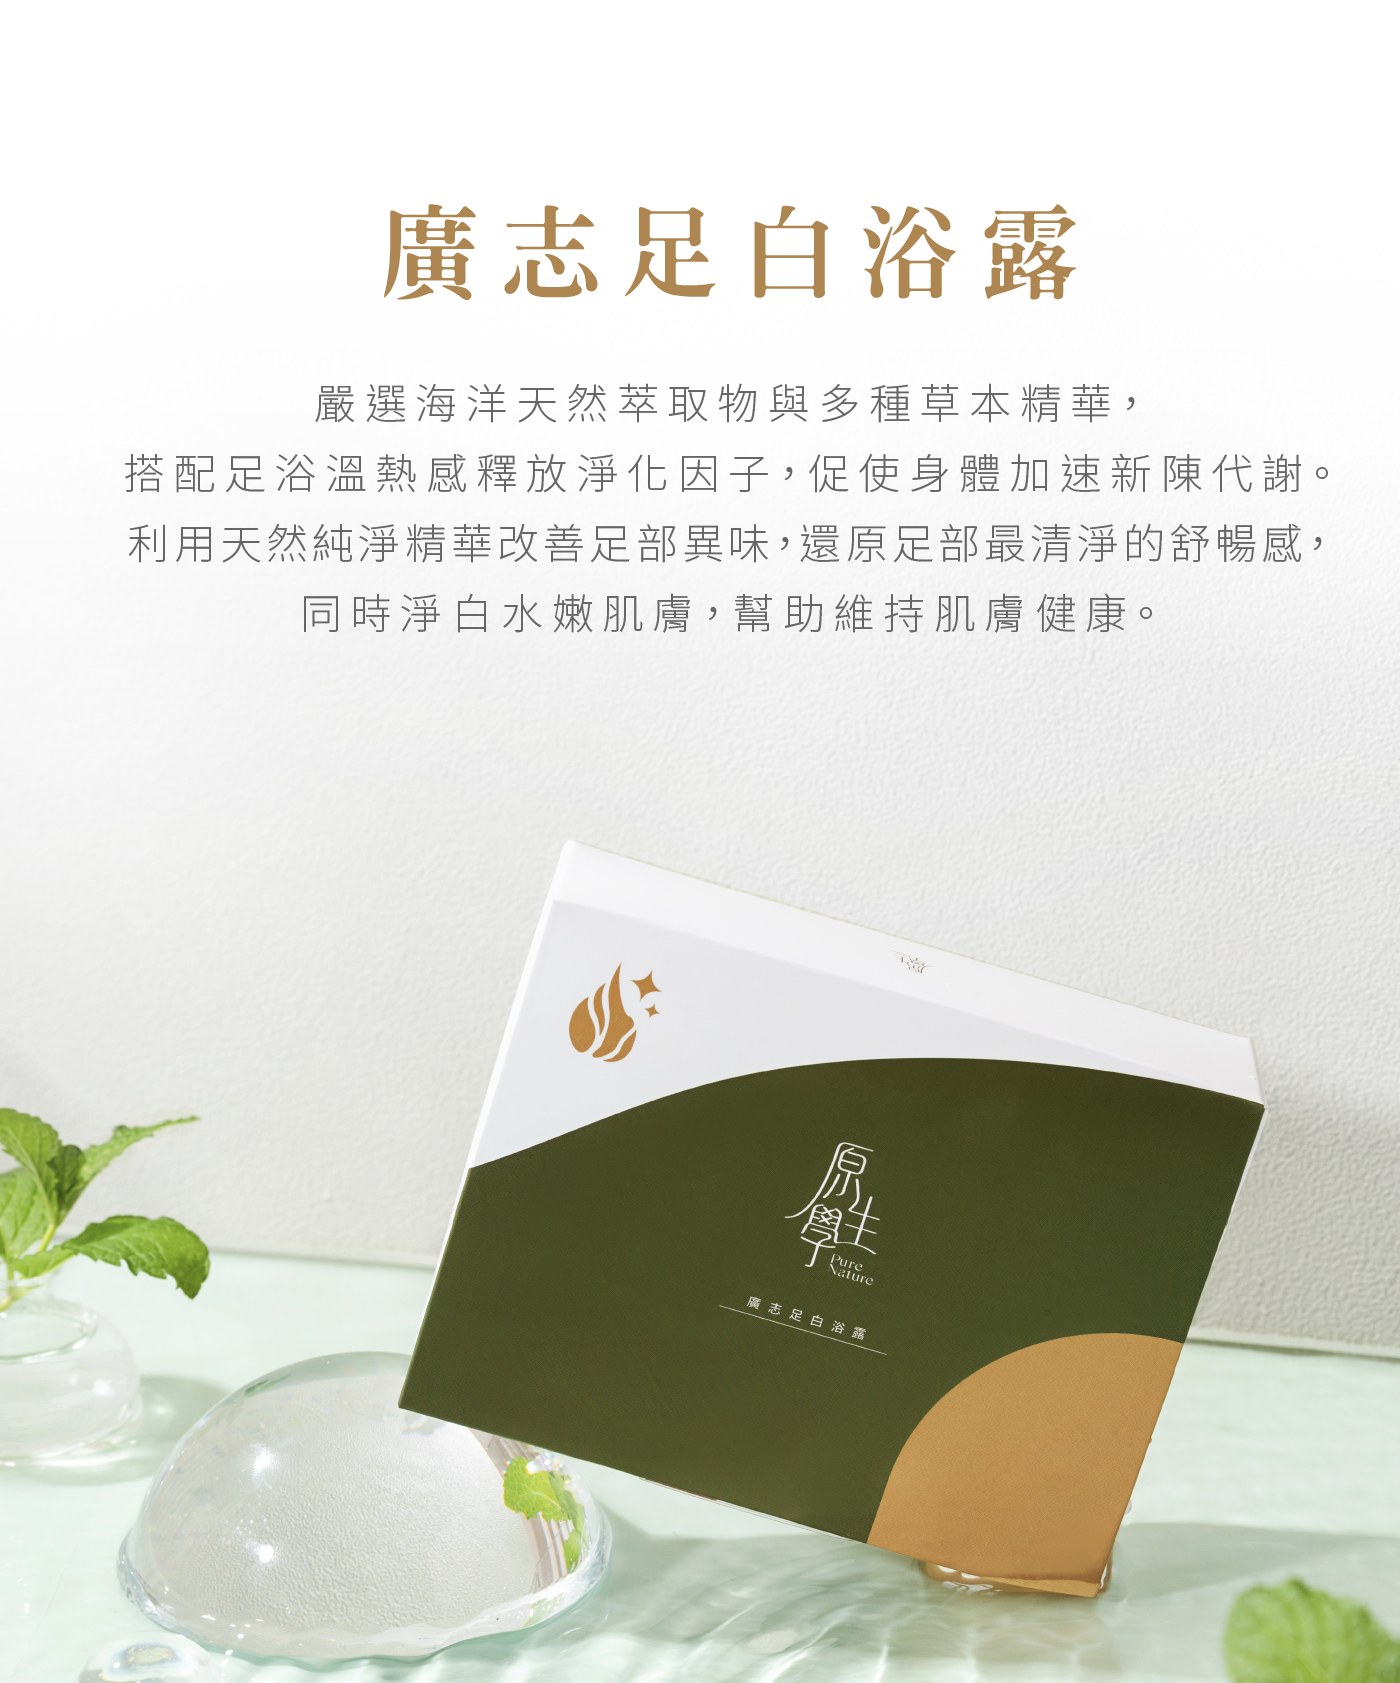 廣志足白浴露
嚴選海洋天然萃取物與多種草本精華，
搭配足浴溫熱感釋放淨化因子，促使身體加速新陳代謝。
利用天然純淨精華改善足部異味，還原足部最清淨的舒暢感，
同時淨白水嫩肌膚，幫助維持肌膚健康。
原生
原生
學
Pure
Nature
廣志足白浴露